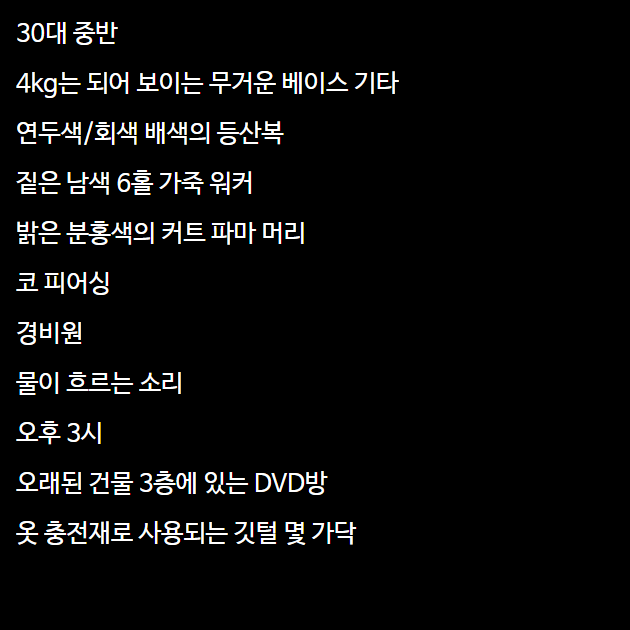 30대 중반
4kg는 되어 보이는 무거운 베이스 기타
연두색/회색 배색의 등산복
짙은 남색 6홀 가죽 워커
밝은 분홍색의 커트 파마 머리
코 피어싱
경비원
물이 흐르는 소리
오후 3시
오래된 건물 3층에 있는 DVD방
옷 충전재로 사용되는 깃털 몇 가닥